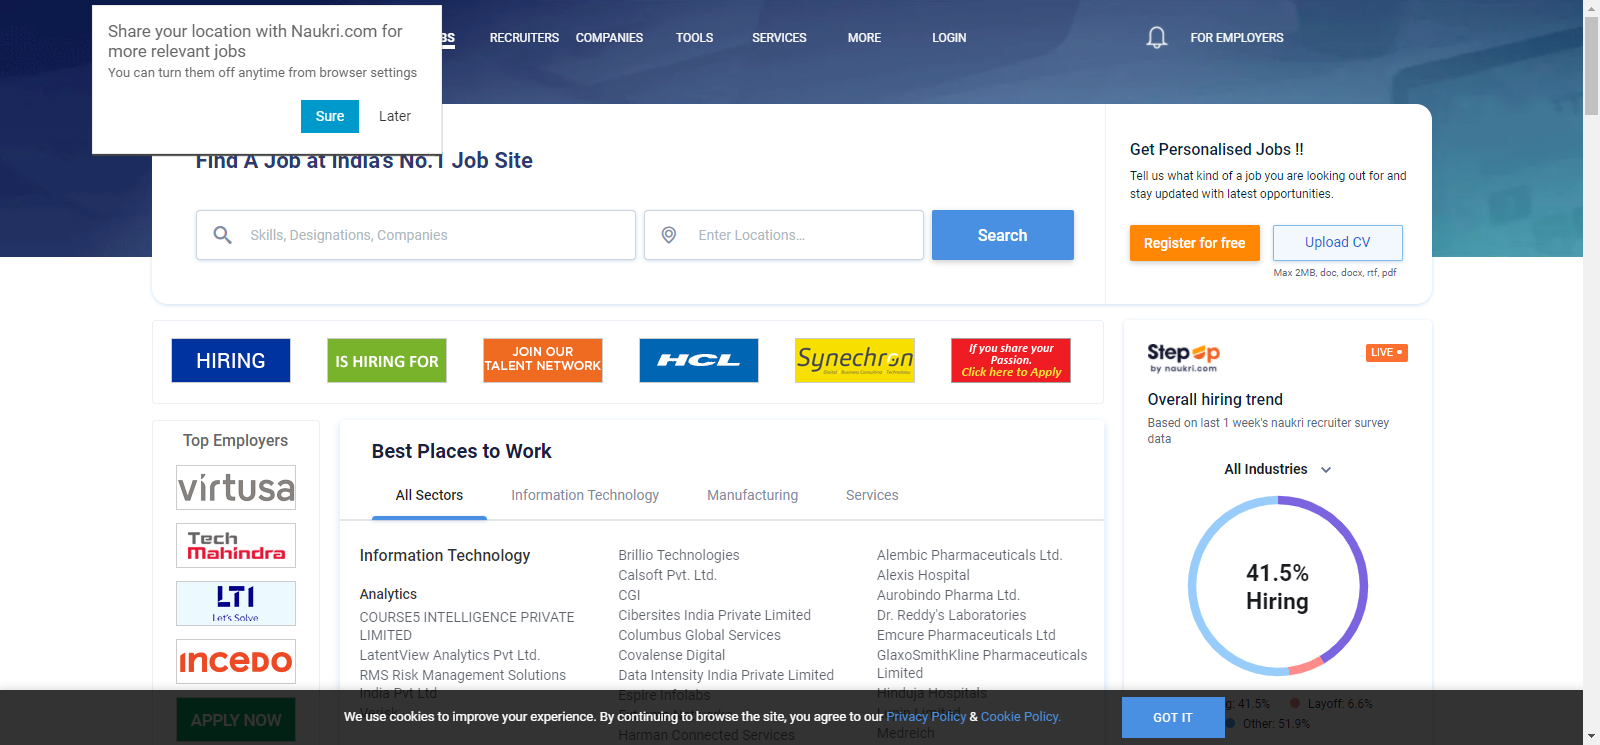 Share your location with Naukri.com for
more relevant jobs
You can turn them off anytime from browser settings
Sure
Later
BS
RECRUITERS
COMPANIES
TOOLS
SERVICES
MORE
LOGIN
FOR EMPLOYERS
Find A Job at India's No.1 Job Site
Skills, Designations, Companies
Enter Locations...
Search
Get Personalised Jobs !!
Tell us what kind of a job you are looking out for and
stay updated with latest opportunities.
Register for free
Upload CV
Max 2MB, doc, docx, rtf, pdf
HIRING
IS HIRING FOR
JOIN OUR
TALENT NETWORK
HCL
Synechron
Digital Business Consulting Technology
If you share your
Passion.
Click here to Apply
Step Up
by naukri.com
LIVE
Overall hiring trend
Based on last 1 week's naukri recruiter survey
data
All Industries
41.5%
Hiring
g: 41.5%
Layoff: 6.6%
Other: 51.9%
Top Employers
virtusa
Tech
Mahindra
LTI
Let's Solve
INCEDO
APPLY NOW
Best Places to Work
All Sectors
Information Technology
Manufacturing
Services
Information Technology
Analytics
COURSE5 INTELLIGENCE PRIVATE
LIMITED
LatentView Analytics Pvt Ltd.
RMS Risk Management Solutions
India Pvt Ltd
Verisk
Brillio Technologies
Calsoft Pvt. Ltd.
CGI
Cibersites India Private Limited
Columbus Global Services
Covalense Digital
Data Intensity India Private Limited
Espire Infolabs
Harman Connected Services
Alembic Pharmaceuticals Ltd.
Alexis Hospital
Aurobindo Pharma Ltd.
Dr. Reddy's Laboratories
Emcure Pharmaceuticals Ltd
GlaxoSmithKline Pharmaceuticals
Limited
Hinduja Hospitals
Lupin Limited
Medreich
We use cookies to improve your experience. By continuing to browse the site, you agree to our Privacy Policy & Cookie Policy.
GOT IT